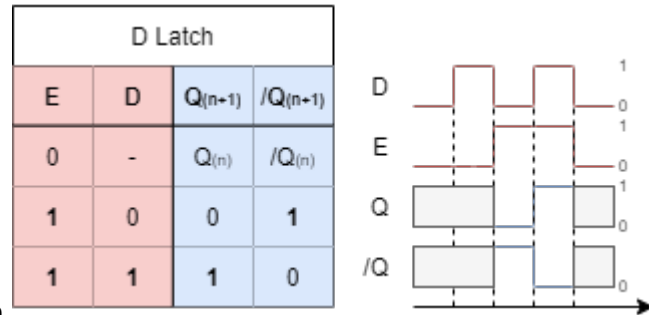 D Latch
E D Q(n+1) /Q(n+1)
0 - Q(n) /Q(n)
1 0 0 1
1 1 1 0
D 1
0
E 1
0
Q 1
0
/Q
0